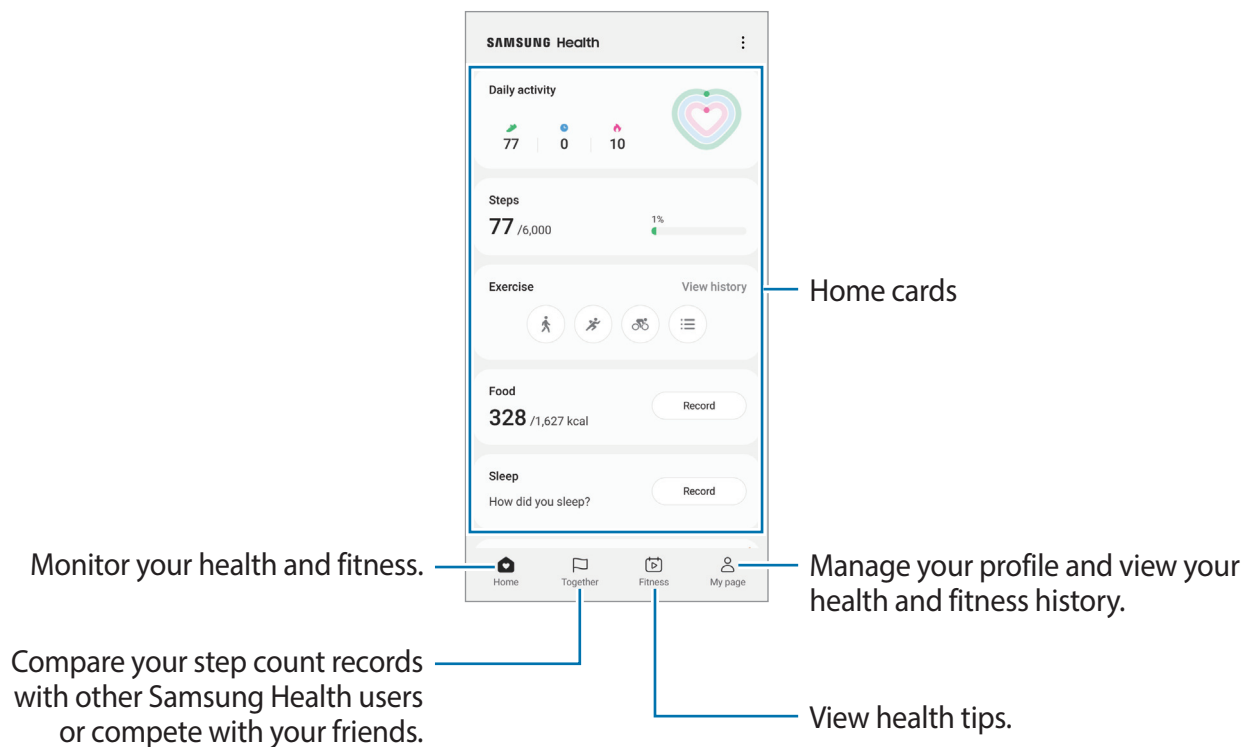 SAMSUNG Health
Daily activity
77 0 10
Steps
77 /6,000
1%
Exercise
View history
Food
328 /1,627 kcal
Record
Sleep
How did you sleep?
Record
Home
Together
Fitness
My page
Home cards
Monitor your health and fitness.
Manage your profile and view your
health and fitness history.
Compare your step count records
with other Samsung Health users
or compete with your friends.
View health tips.